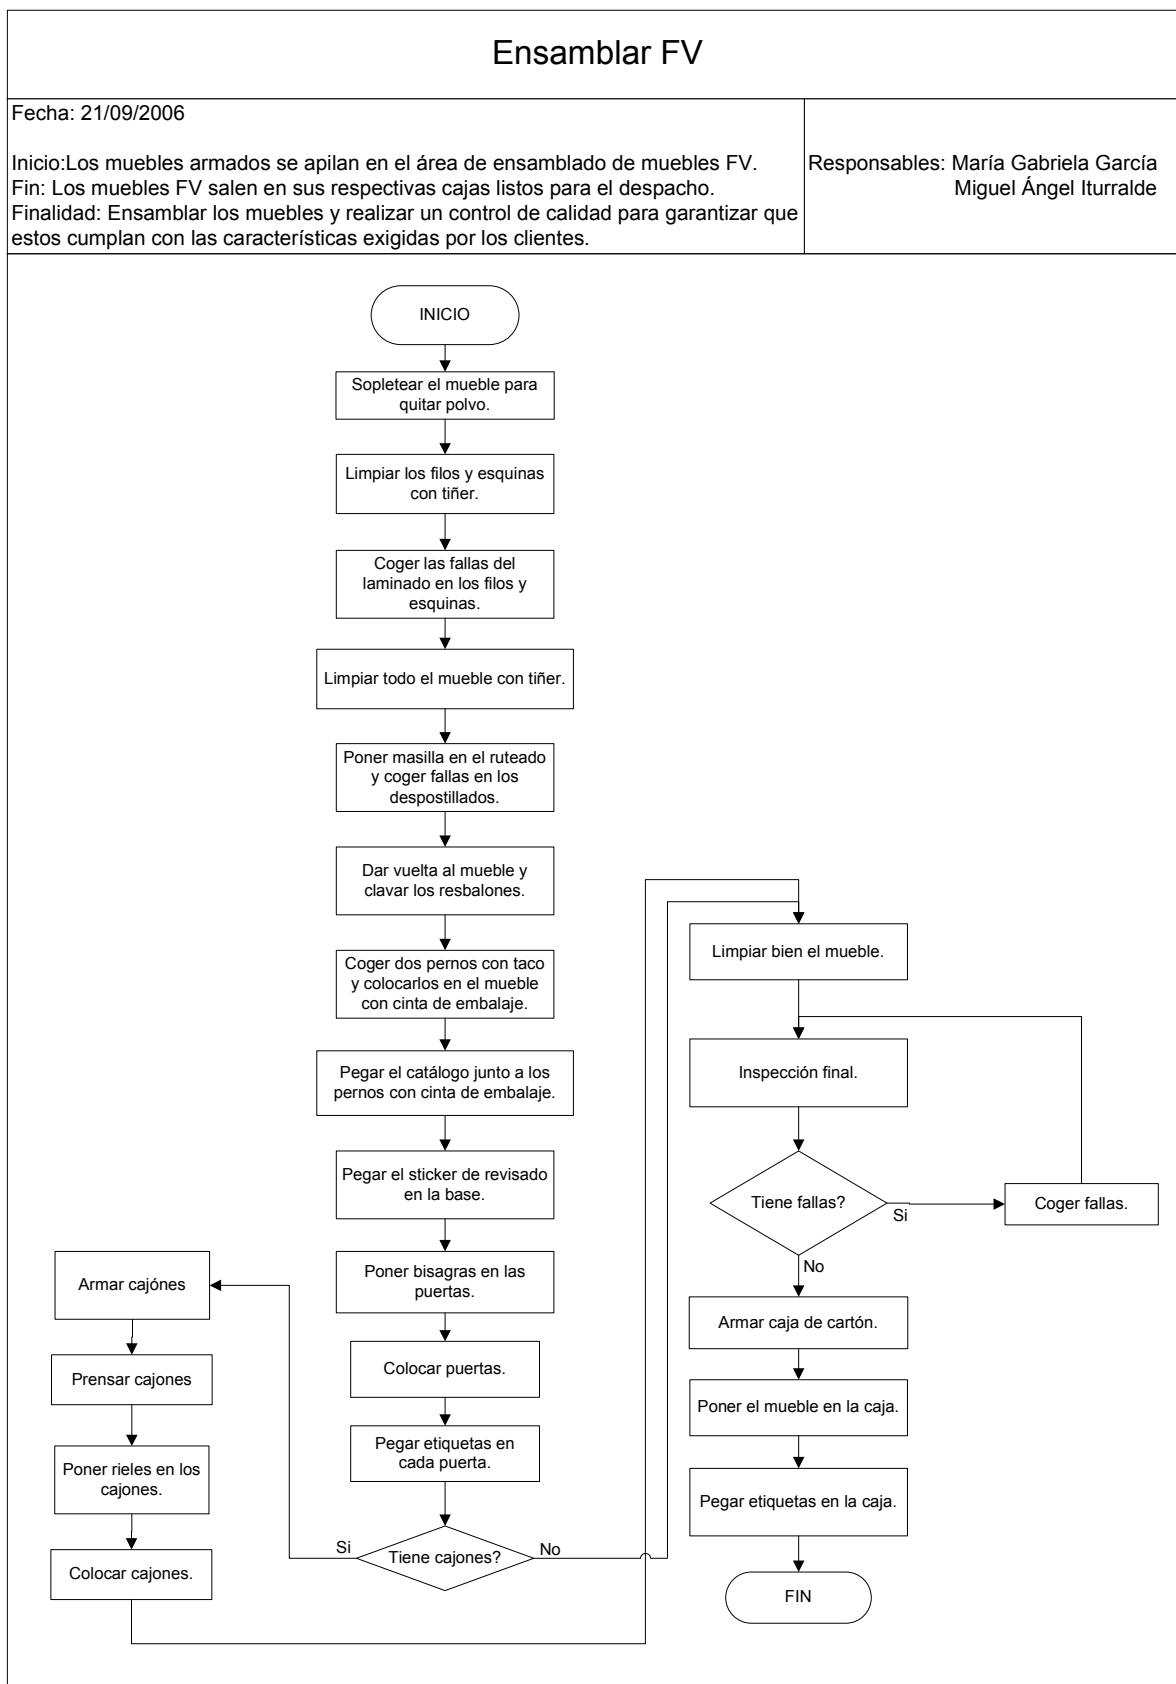 Ensamblar FV
Fecha: 21/09/2006
Inicio:Los muebles armados se apilan en el área de ensamblado de muebles FV.
Fin: Los muebles FV salen en sus respectivas cajas listos para el despacho.
Finalidad: Ensamblar los muebles y realizar un control de calidad para garantizar que
estos cumplan con las características exigidas por los clientes.
Responsables: María Gabriela García
Miguel Ángel Iturralde
INICIO
Sopletear el mueble para
quitar polvo.
Limpiar los filos y esquinas
con tiñer.
Coger las fallas del
laminado en los filos y
esquinas.
Limpiar todo el mueble con tiñer.
Poner masilla en el ruteado
y coger fallas en los
despostillados.
Dar vuelta al mueble y
clavar los resbalones.
Coger dos pernos con taco
y colocarlos en el mueble
con cinta de embalaje.
Pegar el catálogo junto a los
pernos con cinta de embalaje.
Pegar el sticker de revisado
en la base.
Poner bisagras en las
puertas.
Colocar puertas.
Pegar etiquetas en
cada puerta.
Tiene cajones?
Si
No
Armar cajónes
Prensar cajones
Poner rieles en los
cajones.
Colocar cajones.
Limpiar bien el mueble.
Inspección final.
Tiene fallas?
Si
Coger fallas.
No
Armar caja de cartón.
Poner el mueble en la caja.
Pegar etiquetas en la caja.
FIN